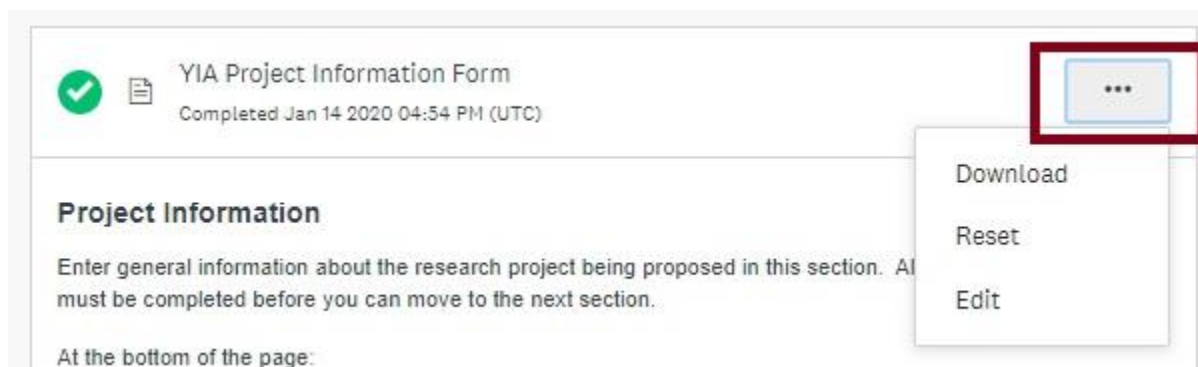 YIA Project Information Form
Completed Jan 14 2020 04:54 PM (UTC)
...
Download
Reset
Edit
Project Information
Enter general information about the research project being proposed in this section.
must be completed before you can move to the next section.
At the bottom of the page: